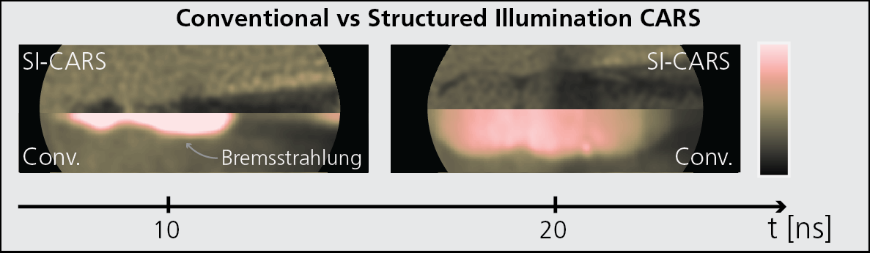 Conventional vs Structured Illumination CARS
SI-CARS
SI-CARS
Conv.
Bremsstrahlung
Conv.
10
20
t [ns]